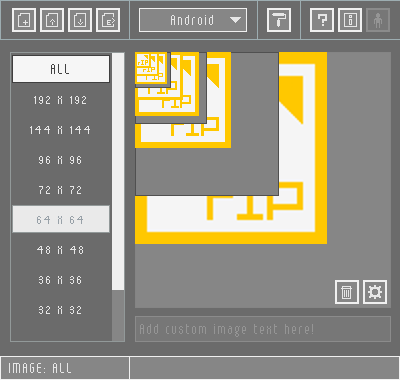 Android
ALL
192 X 192
144 X 144
96 X 96
72 X 72
64 X 64
48 X 48
36 X 36
32 X 32
FIP
Add custom image text here!
IMAGE: ALL